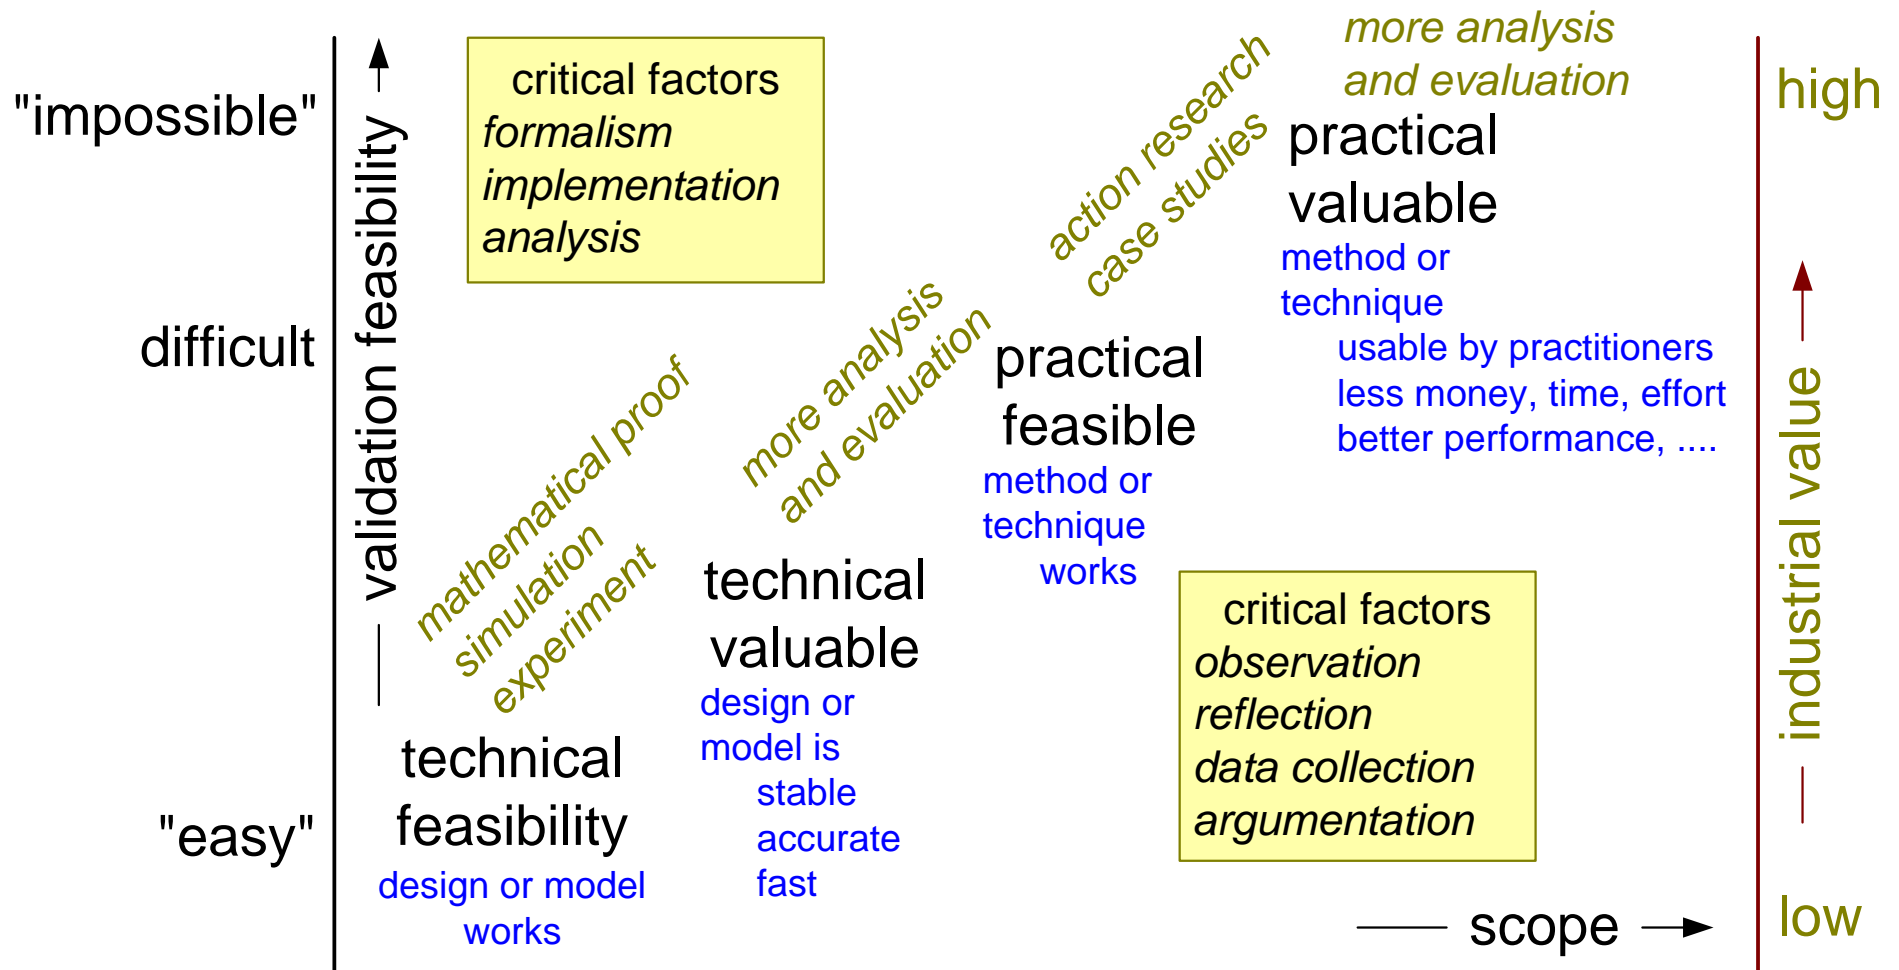 "impossible"
difficult
"easy"
validation feasibility
critical factors
formalism
implementation
analysis
mathematical proof
simulation
experiment
technical
feasibility
design or model
works
more analysis
and evaluation
technical
valuable
design or
model is
stable
accurate
fast
action research
case studies
practical
feasible
method or
technique
works
more analysis
and evaluation
practical
valuable
method or
technique
usable by practitioners
less money, time, effort
better performance, ....
critical factors
observation
reflection
data collection
argumentation
scope
high
industrial value
low